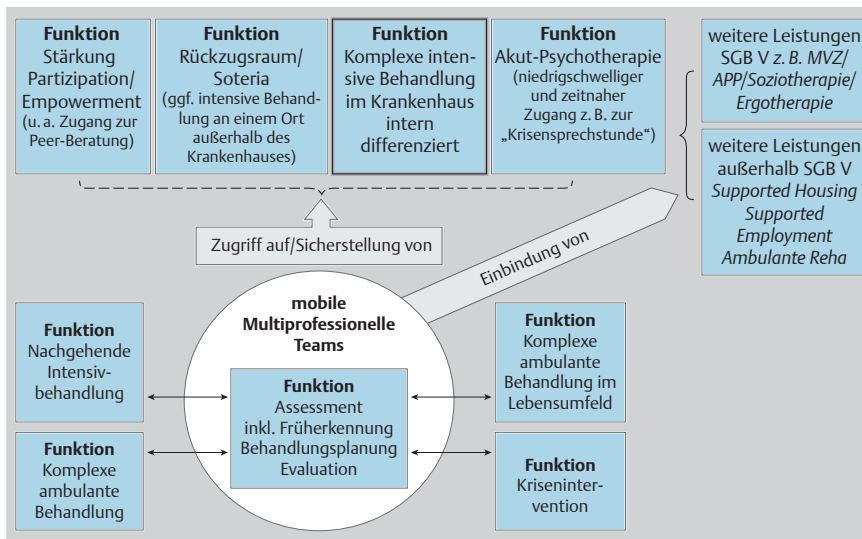 Funktion
Stärkung
Partizipation/
Empowerment
(u. a. Zugang zur
Peer-Beratung)
Funktion
Rückzugsraum/
Soteria
(ggf. intensive Behand-
lung an einem Ort
außerhalb des
Krankenhauses)
Funktion
Komplexe inten-
sive Behandlung
im Krankenhaus
intern
differenziert
Funktion
Akut-Psychotherapie
(niedrigschwelliger
und zeitnaher
Zugang z. B. zur
„Krisensprechstunde“)
weitere Leistungen
SGB V z. B. MVZ/
APP/Soziotherapie/
Ergotherapie
weitere Leistungen
außerhalb SGB V
Supported Housing
Supported
Employment
Ambulante Reha
Zugriff auf/Sicherstellung von
Einbindung von
mobile
Multiprofessionelle
Teams
Funktion
Nachgehende
Intensiv-
behandlung
Funktion
Komplexe
ambulante
Behandlung
Funktion
Assessment
inkl. Früherkennung
Behandlungsplanung
Evaluation
Funktion
Komplexe
ambulante
Behandlung im
Lebensumfeld
Funktion
Kriseninter-
vention